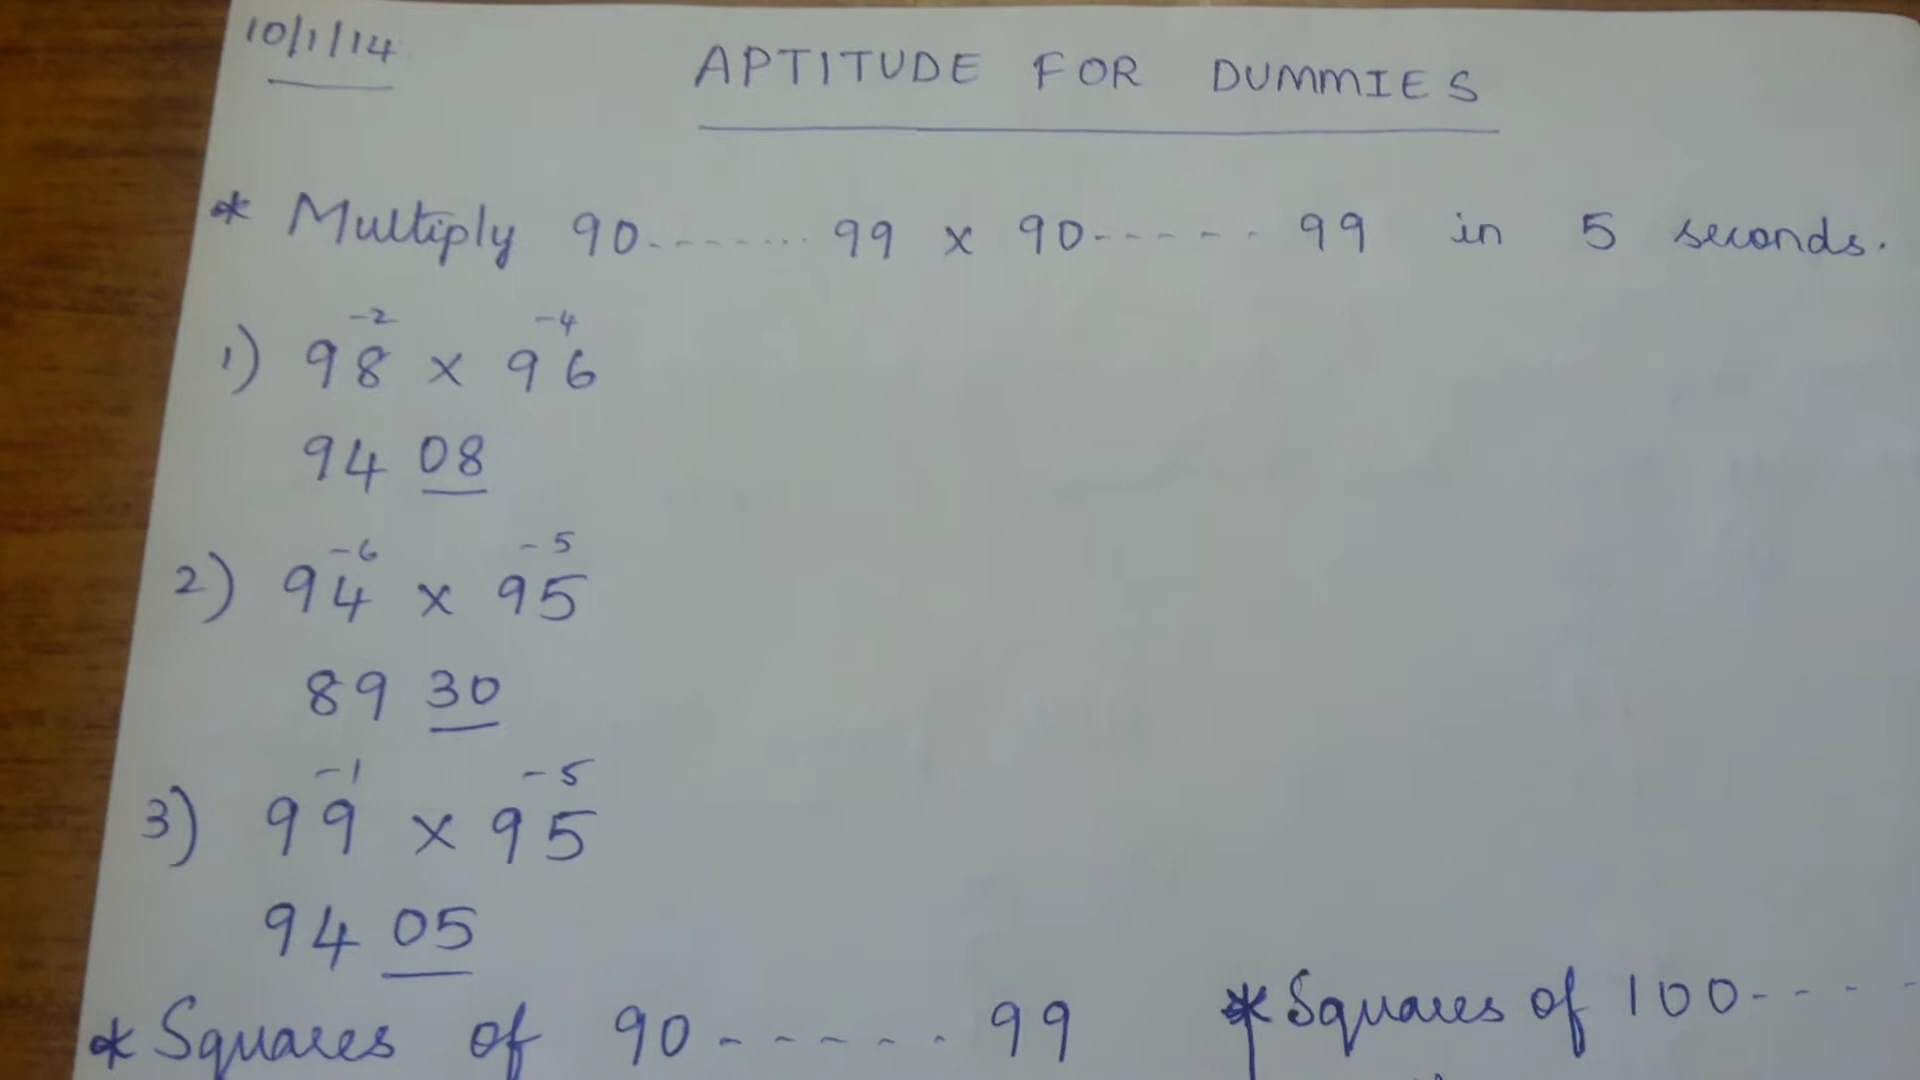 10/1/14
APTITUDE FOR DUMMIES
* Multiply 90------- 99 x 90------ 99 in 5 seconds.
-2 -4
1) 98 x 96
94 08
-6 -5
2) 94 x 95
89 30
-1 -5
3) 99 x 95
94 05
* Squares of 90------ 99
* Squares of 100-----